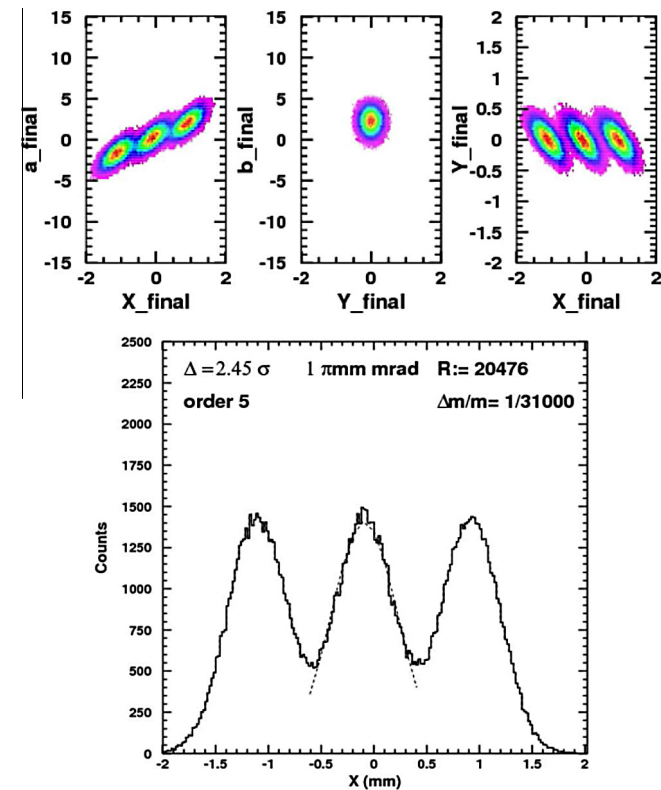 15
10
5
0
-5
-10
-15
a_final
-2 0 2
X_final
15
10
5
0
-5
-10
-15
b_final
-2 0 2
Y_final
2
1.5
1
0.5
0
-0.5
-1
-1.5
-2
Y_final
-2 0 2
X_final
2500
2250
2000
1750
1500
1250
1000
750
500
250
0
Counts
Δ =2.45 σ 1 πmm mrad R:= 20476
order 5 Δm/m= 1/31000
-2 -1.5 -1 -0.5 0 0.5 1 1.5 2
X (mm)